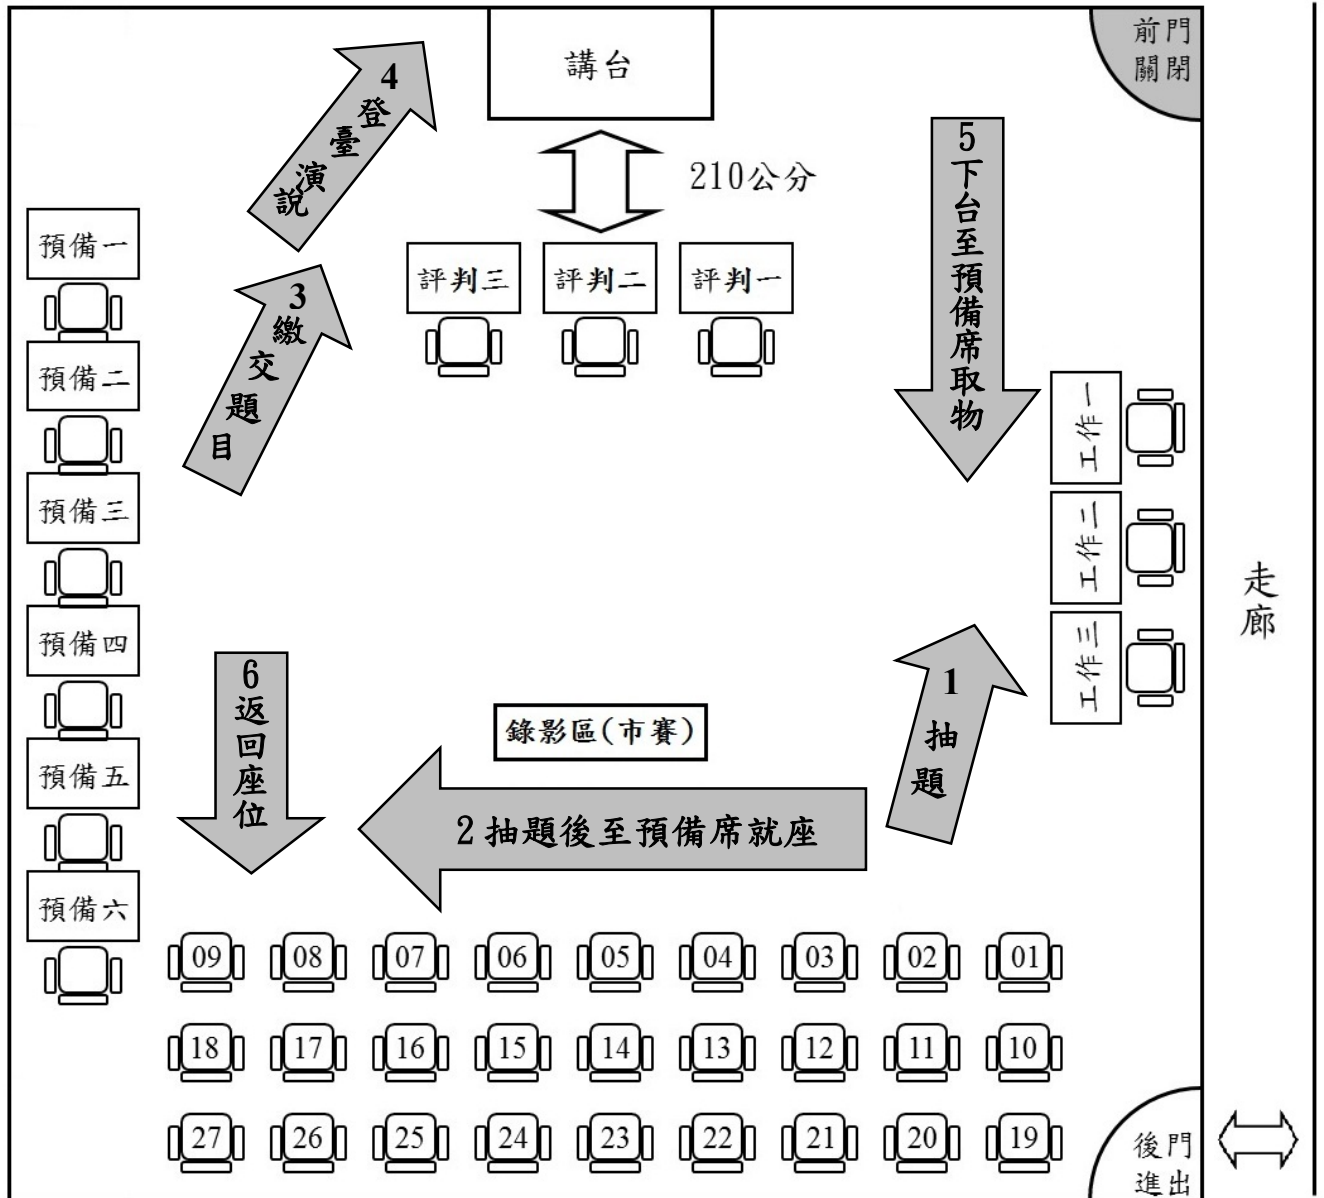 講台
前門
關閉
4登臺演說
210公分
5下台至預備席取物
預備一
評判三
評判二
評判一
3繳交題目
預備二
工作一
預備三
工作二
走廊
預備四
工作三
6返回座位
1抽題
錄影區(市賽)
預備五
2抽題後至預備席就座
預備六
09 08 07 06 05 04 03 02 01
18 17 16 15 14 13 12 11 10
27 26 25 24 23 22 21 20 19
後門
進出